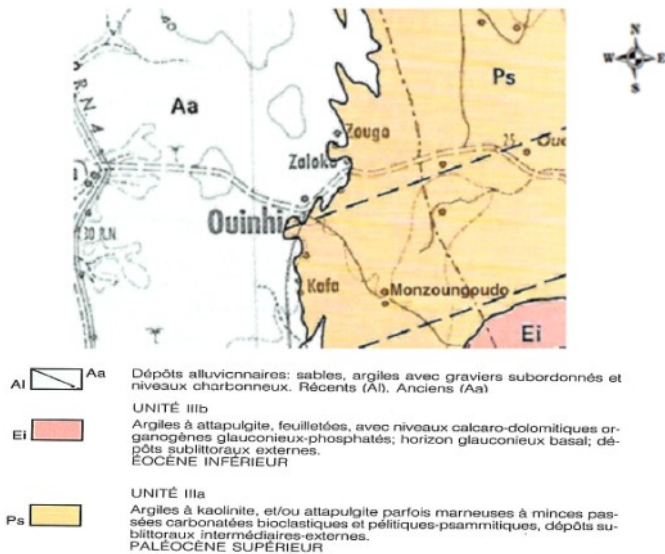 N
W E
S
40
R N A
Aa
Ps
Zouga
25
Oue
Zaloko
Ouinhi
30 R.N
Kafa
Monzoungoudo
Ei
Al Aa Dépôts alluvionnaires: sables, argiles avec graviers subordonnés et
niveaux charbonneux. Récents (Al). Anciens (Aa)
UNITÉ IIIb
Ei Argiles à attapulgite, feuilletées, avec niveaux calcaro-dolomitiques or-
ganogènes glauconieux-phosphatés; horizon glauconieux basal; dé-
pôts sublittoraux externes.
ÉOCÈNE INFÉRIEUR
UNITÉ IIIa
Ps Argiles à kaolinite, et/ou attapulgite parfois marneuses à minces pas-
sées carbonatées bioclastiques et pélitiques-psammitiques, dépôts su-
blittoraux intermédiaires-externes.
PALÉOCÈNE SUPÉRIEUR